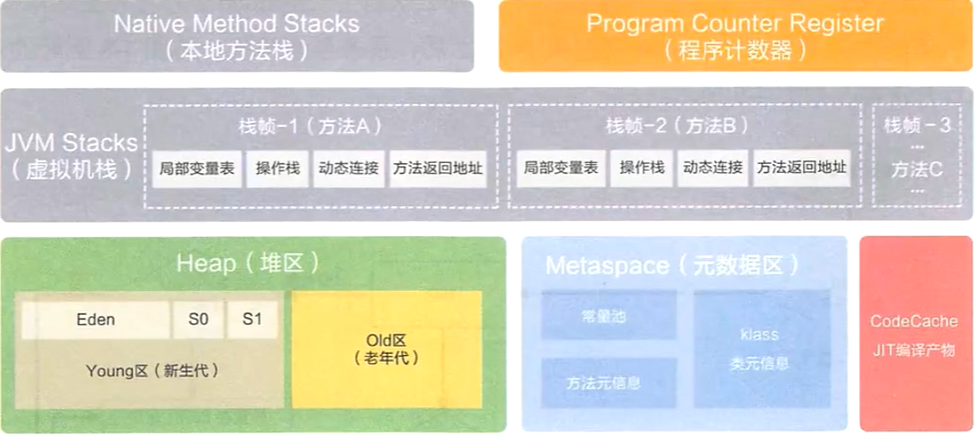 Native Method Stacks
（本地方法栈）
Program Counter Register
（程序计数器）
JVM Stacks
（虚拟机栈）
栈帧-1（方法A）
局部变量表
操作栈
动态连接
方法返回地址
栈帧-2（方法B）
局部变量表
操作栈
动态连接
方法返回地址
栈帧-3
...
方法C
...
Heap（堆区）
Eden
S0
S1
Young区（新生代）
Old区
（老年代）
Metaspace（元数据区）
常量池
方法元信息
klass
类元信息
CodeCache
JIT编译产物